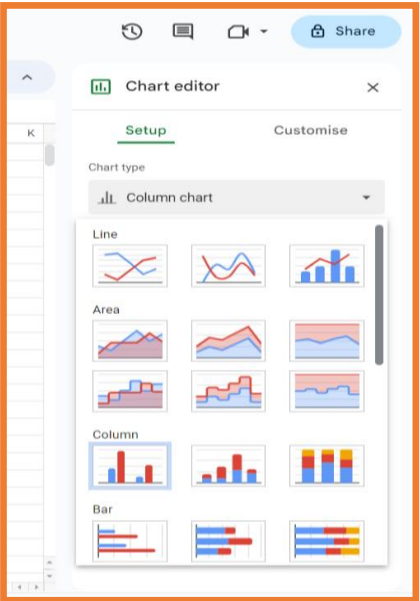 Share
Chart editor
K
Setup Customise
Chart type
Column chart
Line
Area
Column
Bar